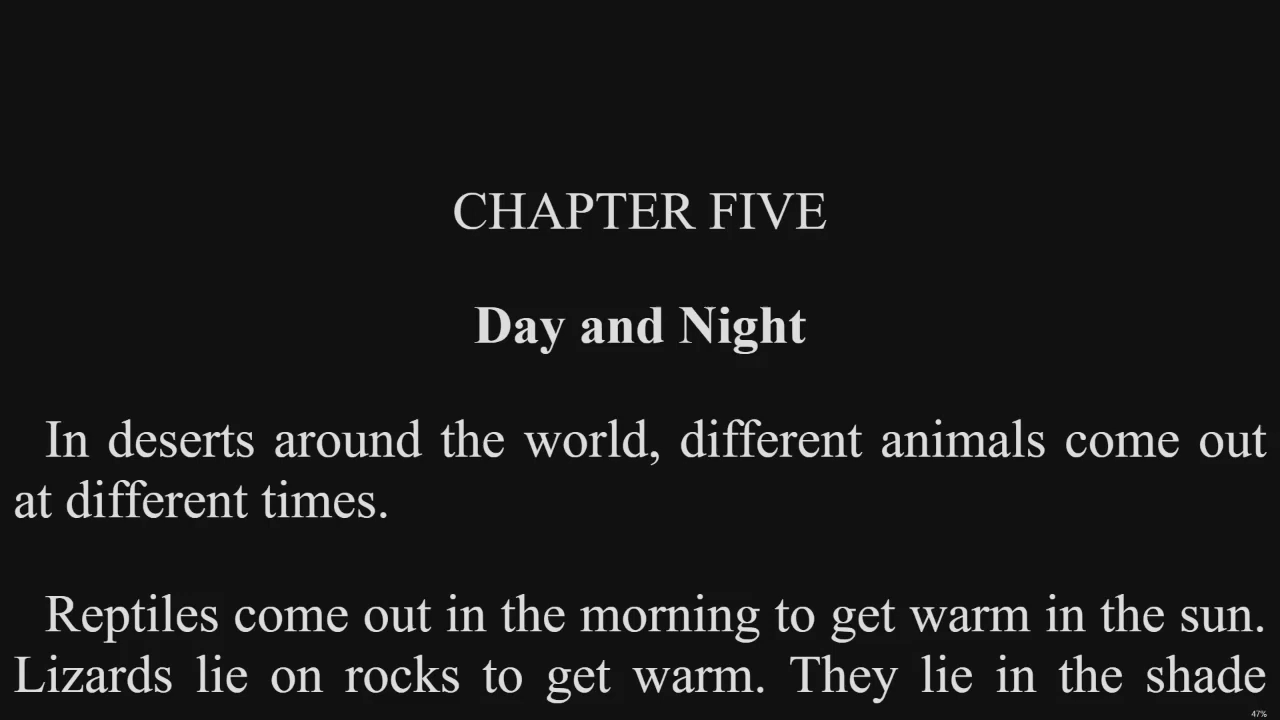 CHAPTER FIVE
Day and Night
In deserts around the world, different animals come out
at different times.
Reptiles come out in the morning to get warm in the sun.
Lizards lie on rocks to get warm. They lie in the shade
47%